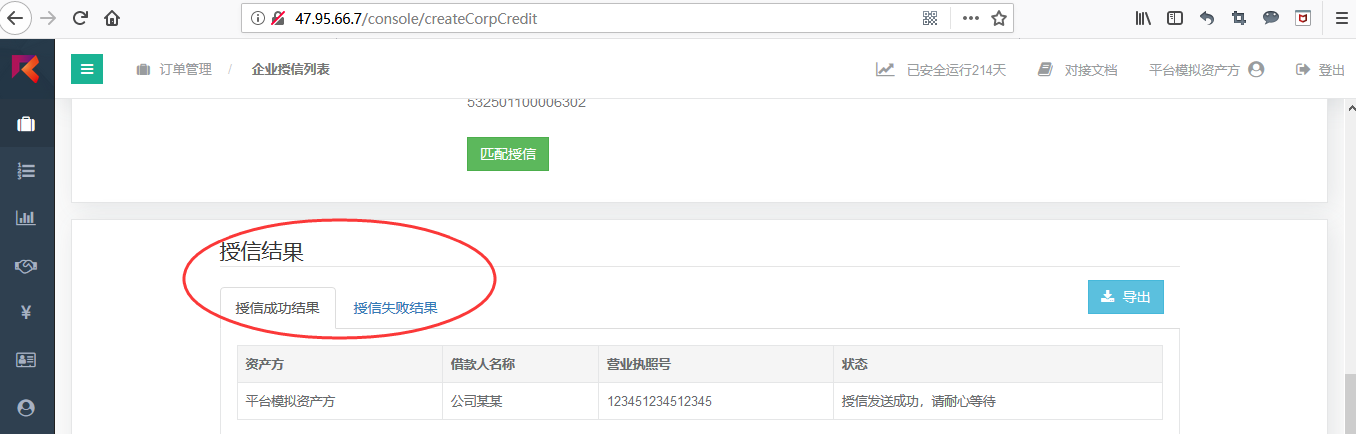 47.95.66.7/console/createCorpCredit
订单管理 / 企业授信列表 已安全运行214天 对接文档 平台模拟资产方 登出
532501100006302
匹配授信
授信结果
授信成功结果 授信失败结果 导出
资产方 借款人名称 营业执照号 状态
平台模拟资产方 公司某某 123451234512345 授信发送成功，请耐心等待